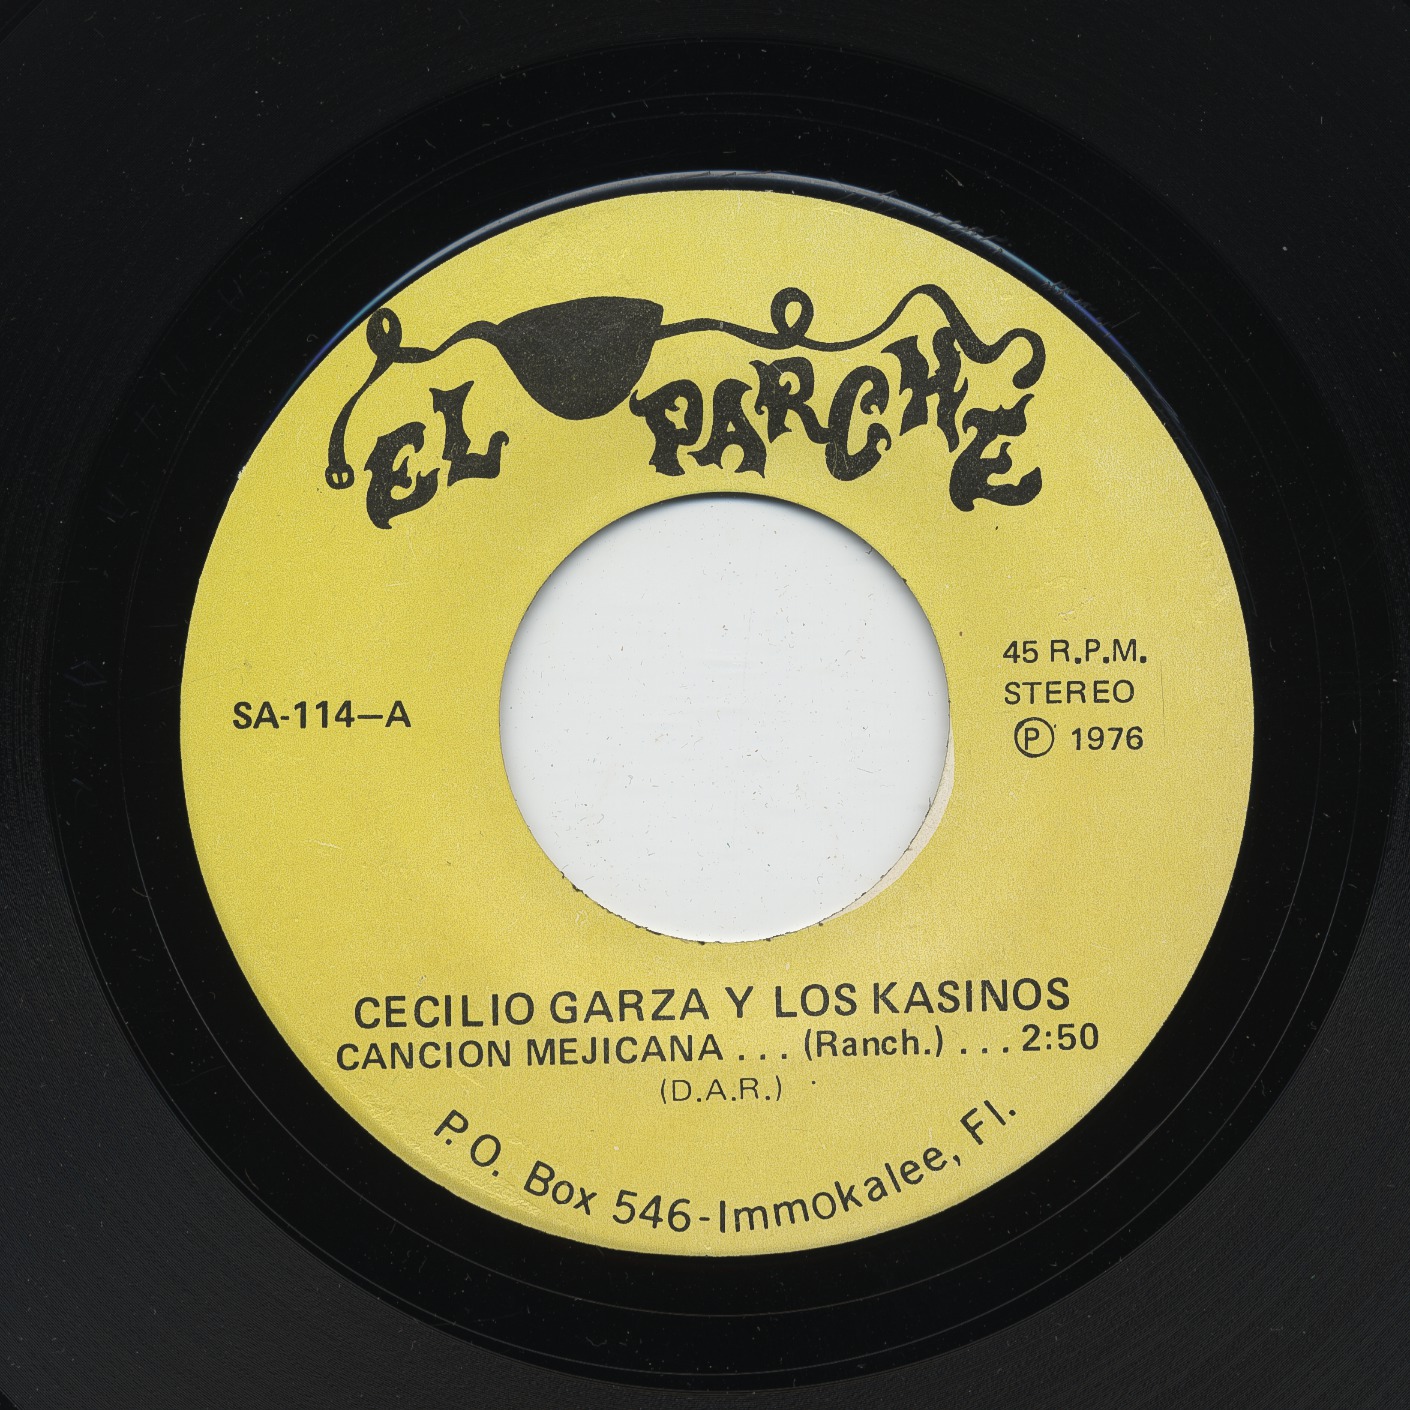 EL PARCHE
45 R.P.M.
STEREO
Ⓟ 1976
SA-114—A
CECILIO GARZA Y LOS KASINOS
CANCION MEJICANA . . . (Ranch.) . . . 2:50
(D.A.R.)
P.O. Box 546-Immokalee, Fl.